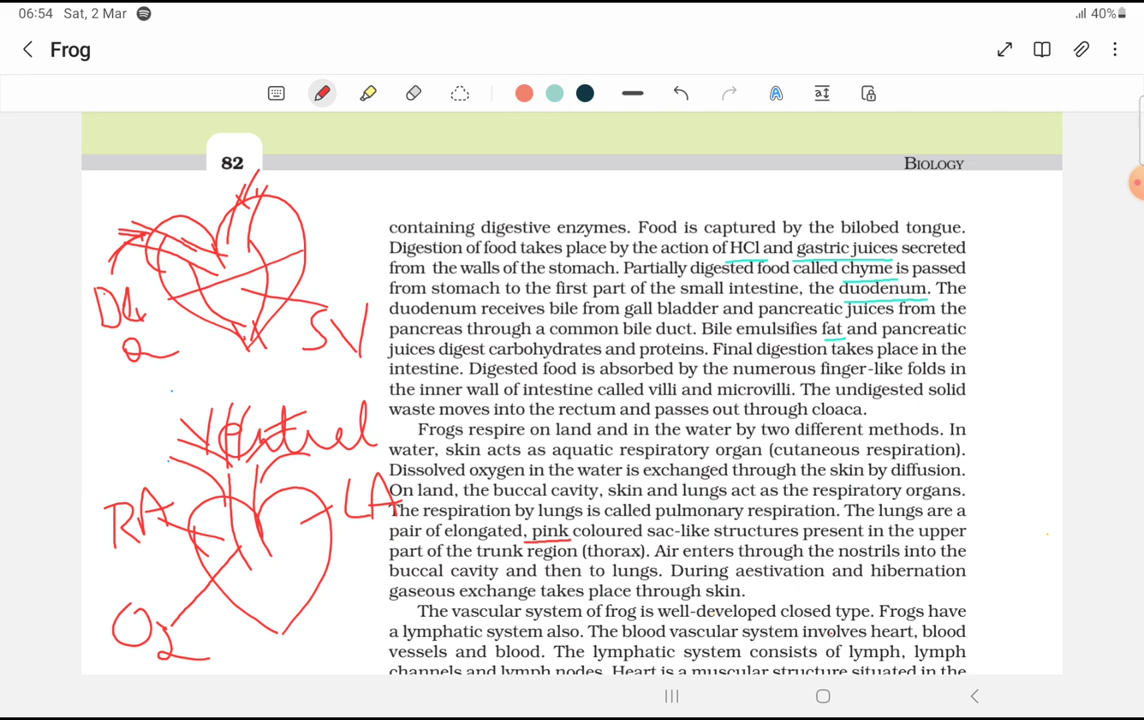 06:54 Sat, 2 Mar 40%
Frog
82
BIOLOGY
containing digestive enzymes. Food is captured by the bilobed tongue.
Digestion of food takes place by the action of HCl and gastric juices secreted
from the walls of the stomach. Partially digested food called chyme is passed
from stomach to the first part of the small intestine, the duodenum. The
duodenum receives bile from gall bladder and pancreatic juices from the
pancreas through a common bile duct. Bile emulsifies fat and pancreatic
juices digest carbohydrates and proteins. Final digestion takes place in the
intestine. Digested food is absorbed by the numerous finger-like folds in
the inner wall of intestine called villi and microvilli. The undigested solid
waste moves into the rectum and passes out through cloaca.
Frogs respire on land and in the water by two different methods. In
water, skin acts as aquatic respiratory organ (cutaneous respiration).
Dissolved oxygen in the water is exchanged through the skin by diffusion.
On land, the buccal cavity, skin and lungs act as the respiratory organs.
The respiration by lungs is called pulmonary respiration. The lungs are a
pair of elongated, pink coloured sac-like structures present in the upper
part of the trunk region (thorax). Air enters through the nostrils into the
buccal cavity and then to lungs. During aestivation and hibernation
gaseous exchange takes place through skin.
The vascular system of frog is well-developed closed type. Frogs have
a lymphatic system also. The blood vascular system involves heart, blood
vessels and blood. The lymphatic system consists of lymph, lymph
channels and lymph nodes. Heart is a muscular structure situated in the
SV
Ventral
RA
LA
O2